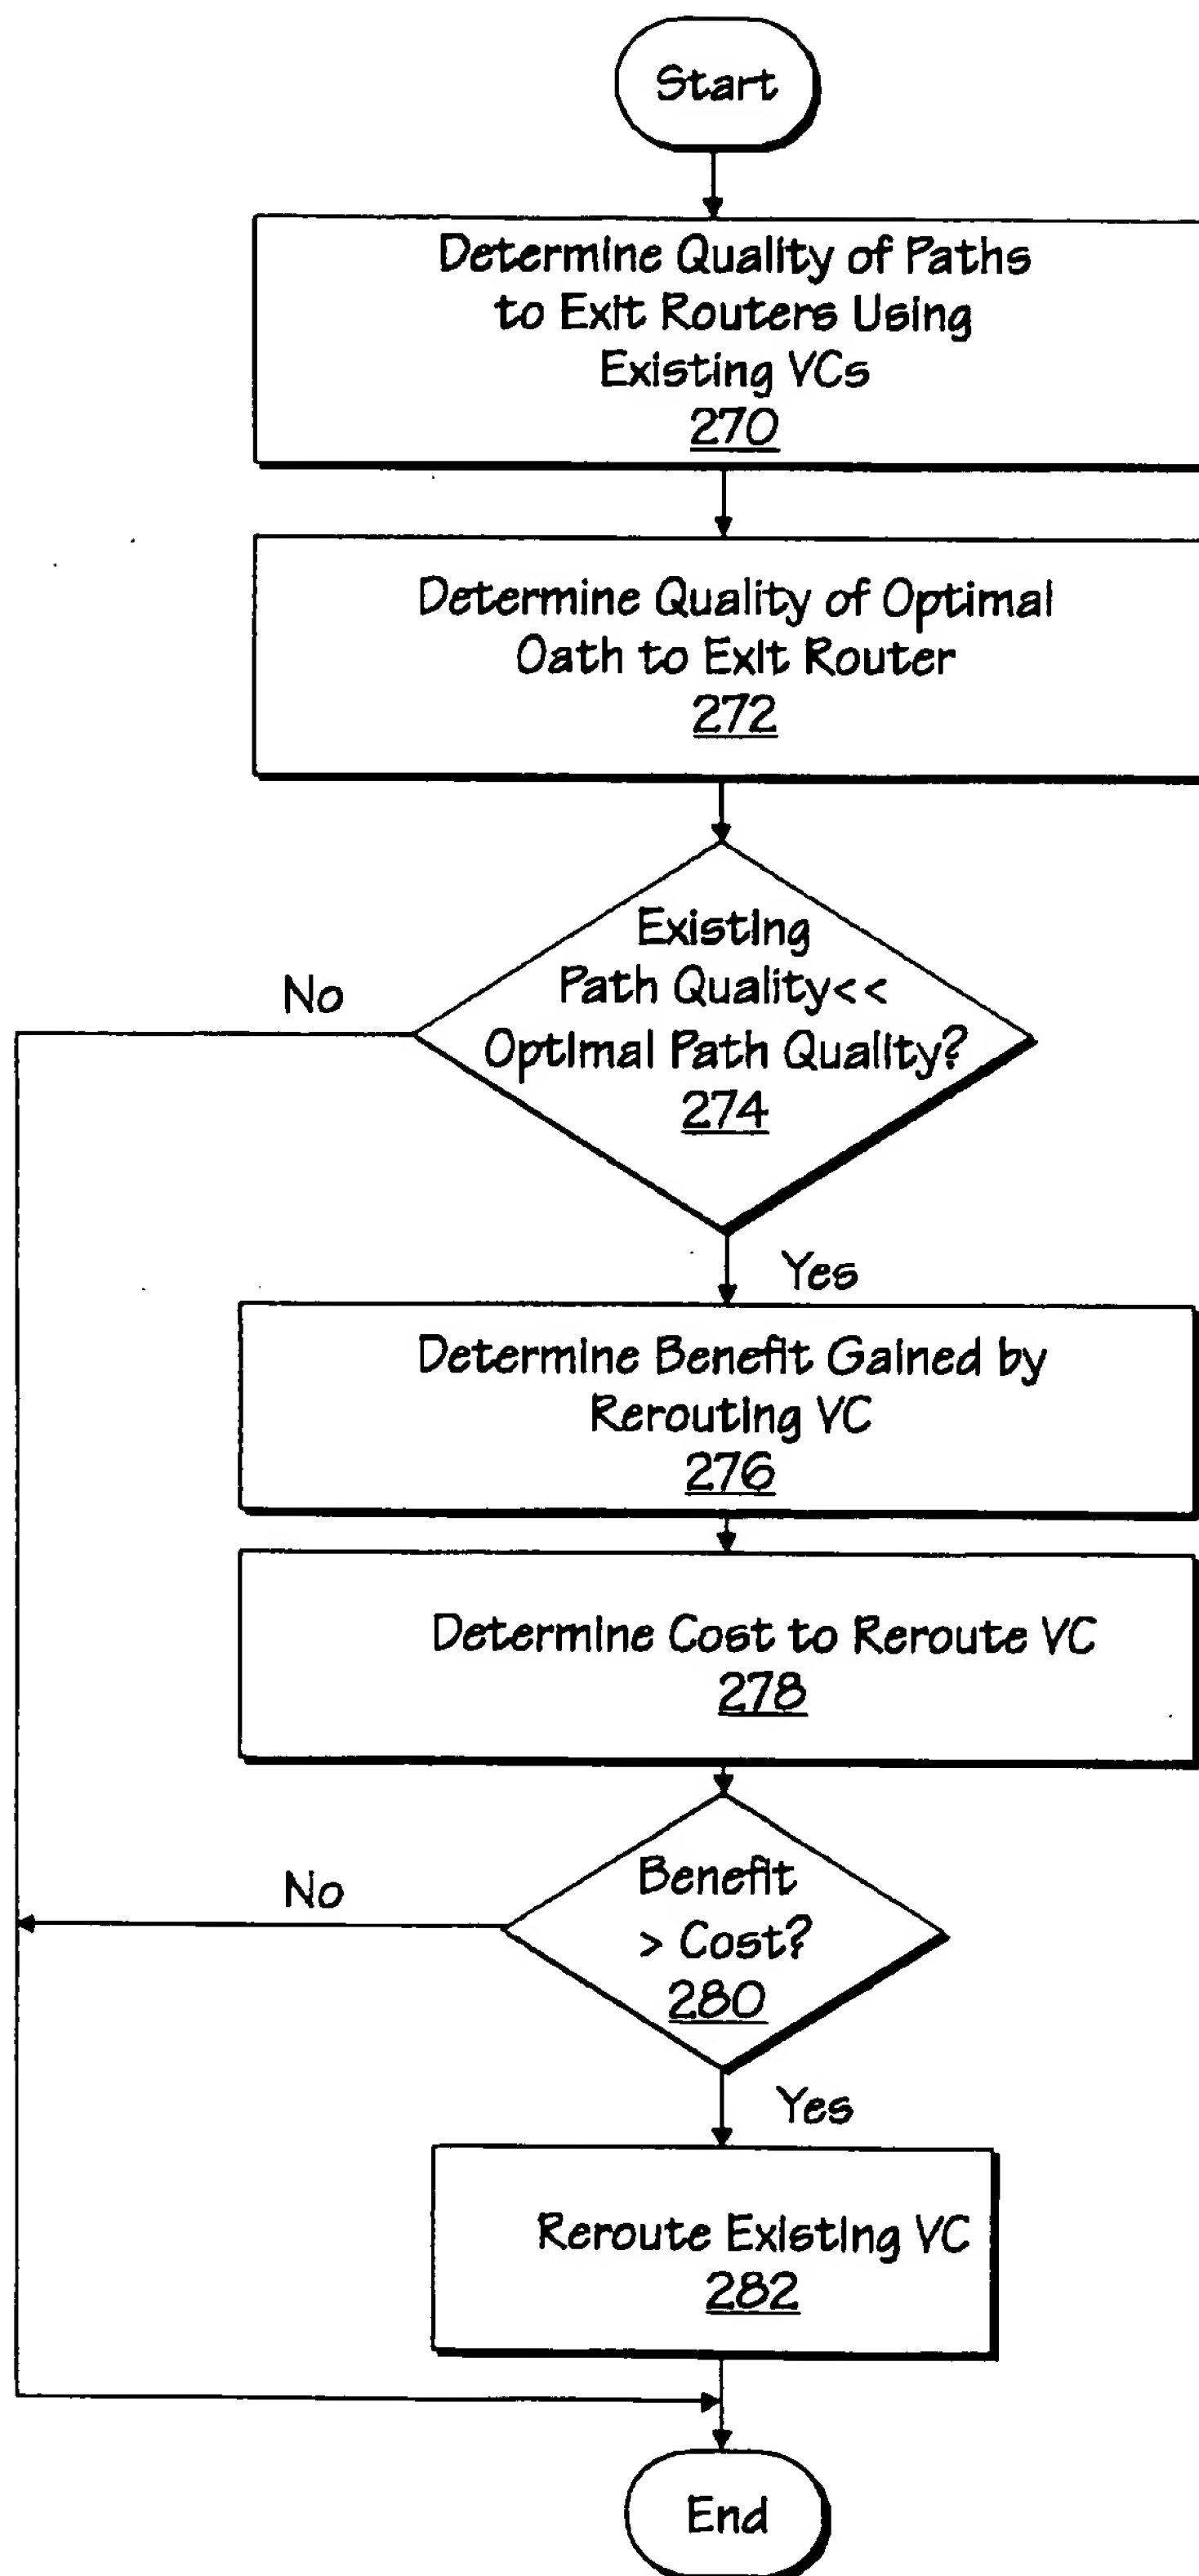 Start
Determine Quality of Paths
to Exit Routers Using
Existing VCs
270
Determine Quality of Optimal
Oath to Exit Router
272
Existing
Path Quality<<
Optimal Path Quality?
274
No
Yes
Determine Benefit Gained by
Rerouting VC
276
Determine Cost to Reroute VC
278
Benefit
> Cost?
280
No
Yes
Reroute Existing VC
282
End